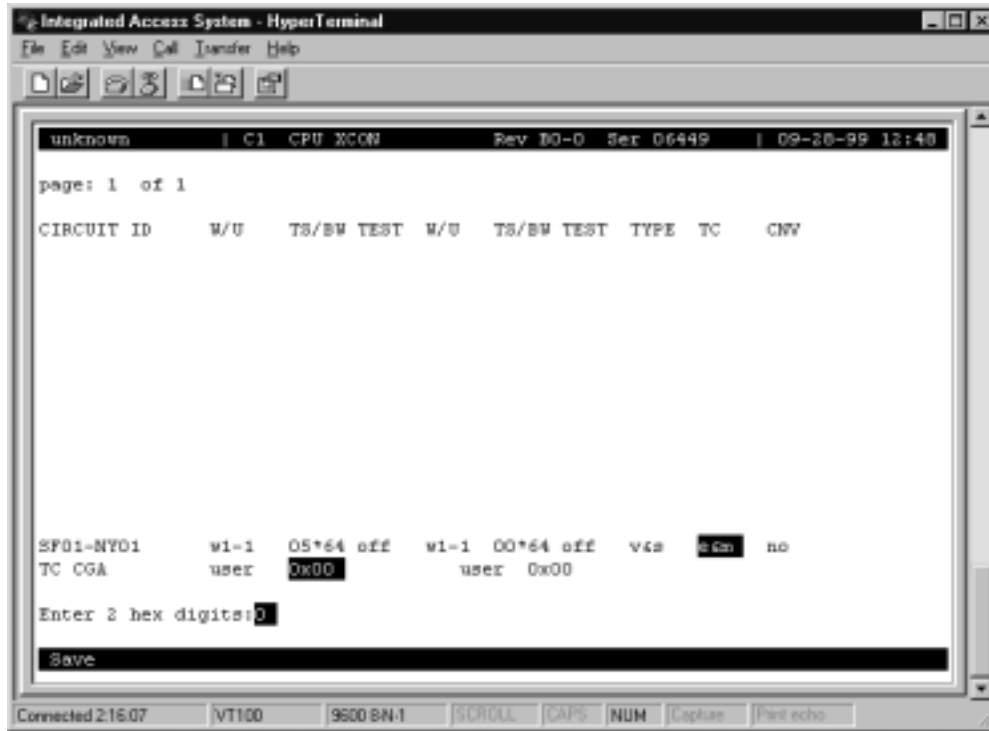 Integrated Access System - HyperTerminal
File Edit View Call Transfer Help
unknown | C1 CPU XCON Rev B0-0 Ser 06449 | 09-28-99 12:48
page: 1 of 1
CIRCUIT ID W/U TS/BW TEST W/U TS/BW TEST TYPE TC CNV
SF01-NY01 w1-1 05*64 off w1-1 00*64 off v&s e&m no
TC CGA user 0x00 user 0x00
Enter 2 hex digits:0
Save
Connected 2:16:07 VT100 9600 8-N-1 SCROLL CAPS NUM Capture Print echo